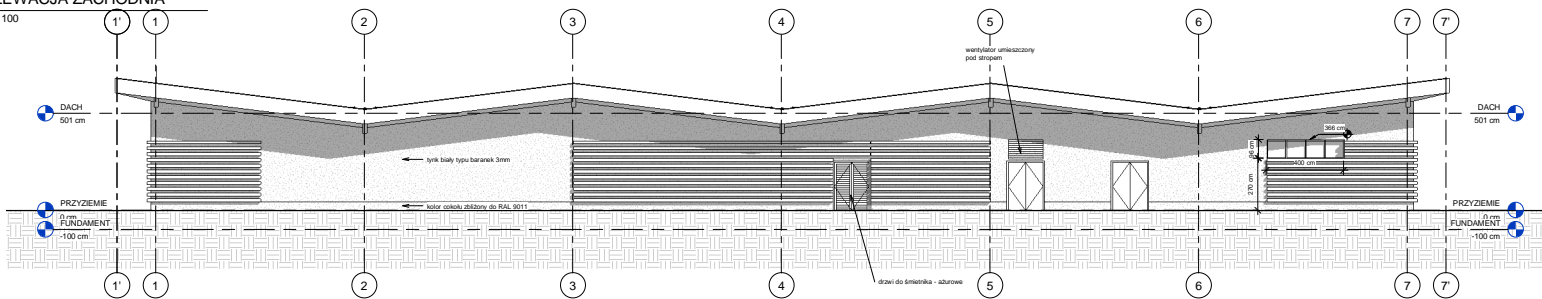 LEWACJA ZACHODNIA
100
1'
1
2
3
4
5
6
7
7'
wentylator umieszczony
pod stropem
DACH
501 cm
DACH
501 cm
366 cm
96 cm
400 cm
270 cm
tynk biały typu baranek 3mm
kolor cokołu zbliżony do RAL 9011
PRZYZIEMIE
0 cm
FUNDAMENT
-100 cm
PRZYZIEMIE
0 cm
FUNDAMENT
-100 cm
drzwi do śmietnika - ażurowe
1'
1
2
3
4
5
6
7
7'